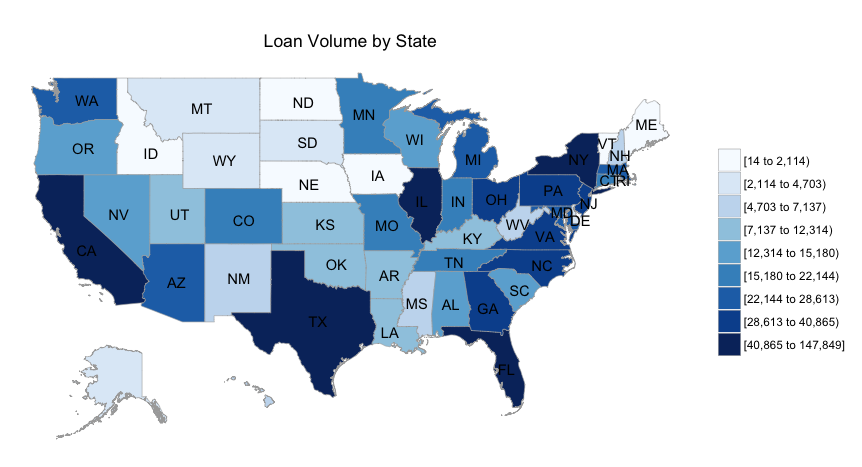 Loan Volume by State
WA
MT
ND
MN
ME
OR
ID
SD
WI
MI
VT
NH
NY
MA
CT
RI
WY
IA
NE
PA
NJ
NV
UT
CO
IL
IN
OH
MD
DE
KS
MO
WV
VA
KY
CA
NC
TN
OK
AZ
NM
AR
SC
MS
AL
GA
TX
LA
FL
[14 to 2,114)
[2,114 to 4,703)
[4,703 to 7,137)
[7,137 to 12,314)
[12,314 to 15,180)
[15,180 to 22,144)
[22,144 to 28,613)
[28,613 to 40,865)
[40,865 to 147,849]